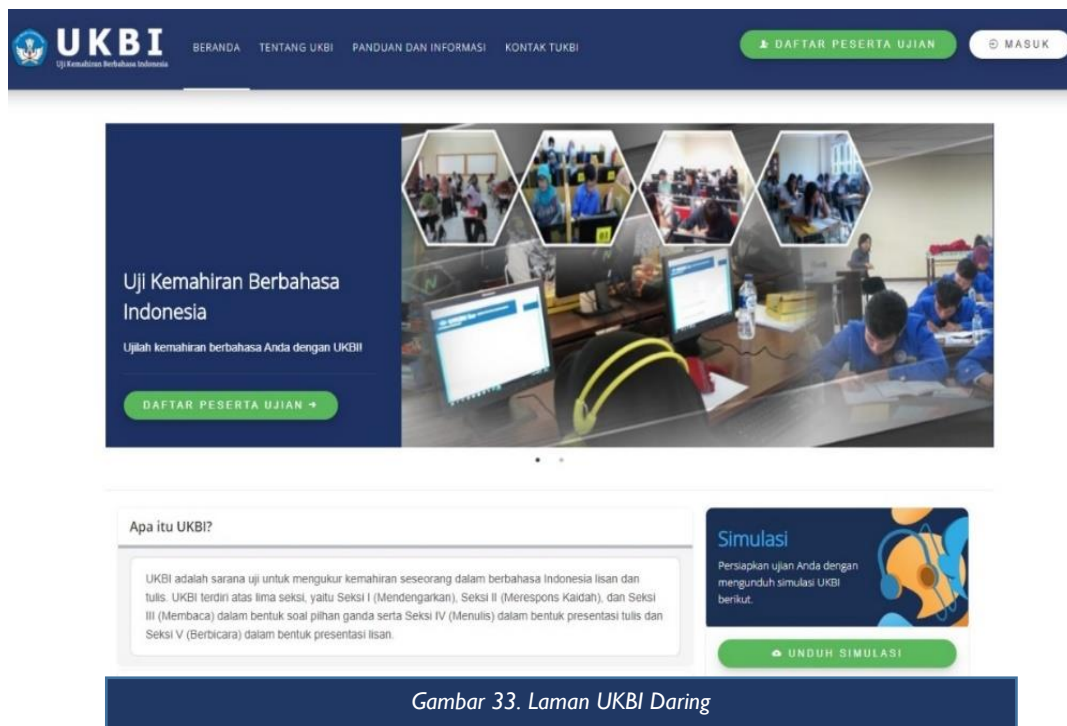 UKBI
Uji Kemahiran Berbahasa Indonesia
BERANDA TENTANG UKBI PANDUAN DAN INFORMASI KONTAK TUKBI
DAFTAR PESERTA UJIAN
MASUK
Uji Kemahiran Berbahasa
Indonesia
Ujilah kemahiran berbahasa Anda dengan UKBI!
DAFTAR PESERTA UJIAN →
Apa itu UKBI?
UKBI adalah sarana uji untuk mengukur kemahiran seseorang dalam berbahasa Indonesia lisan dan
tulis. UKBI terdiri atas lima seksi, yaitu Seksi I (Mendengarkan), Seksi II (Merespons Kaidah), dan Seksi
III (Membaca) dalam bentuk soal pilihan ganda serta Seksi IV (Menulis) dalam bentuk presentasi tulis dan
Seksi V (Berbicara) dalam bentuk presentasi lisan.
Simulasi
Persiapkan ujian Anda dengan
mengunduh simulasi UKBI
berikut.
UNDUH SIMULASI
Gambar 33. Laman UKBI Daring